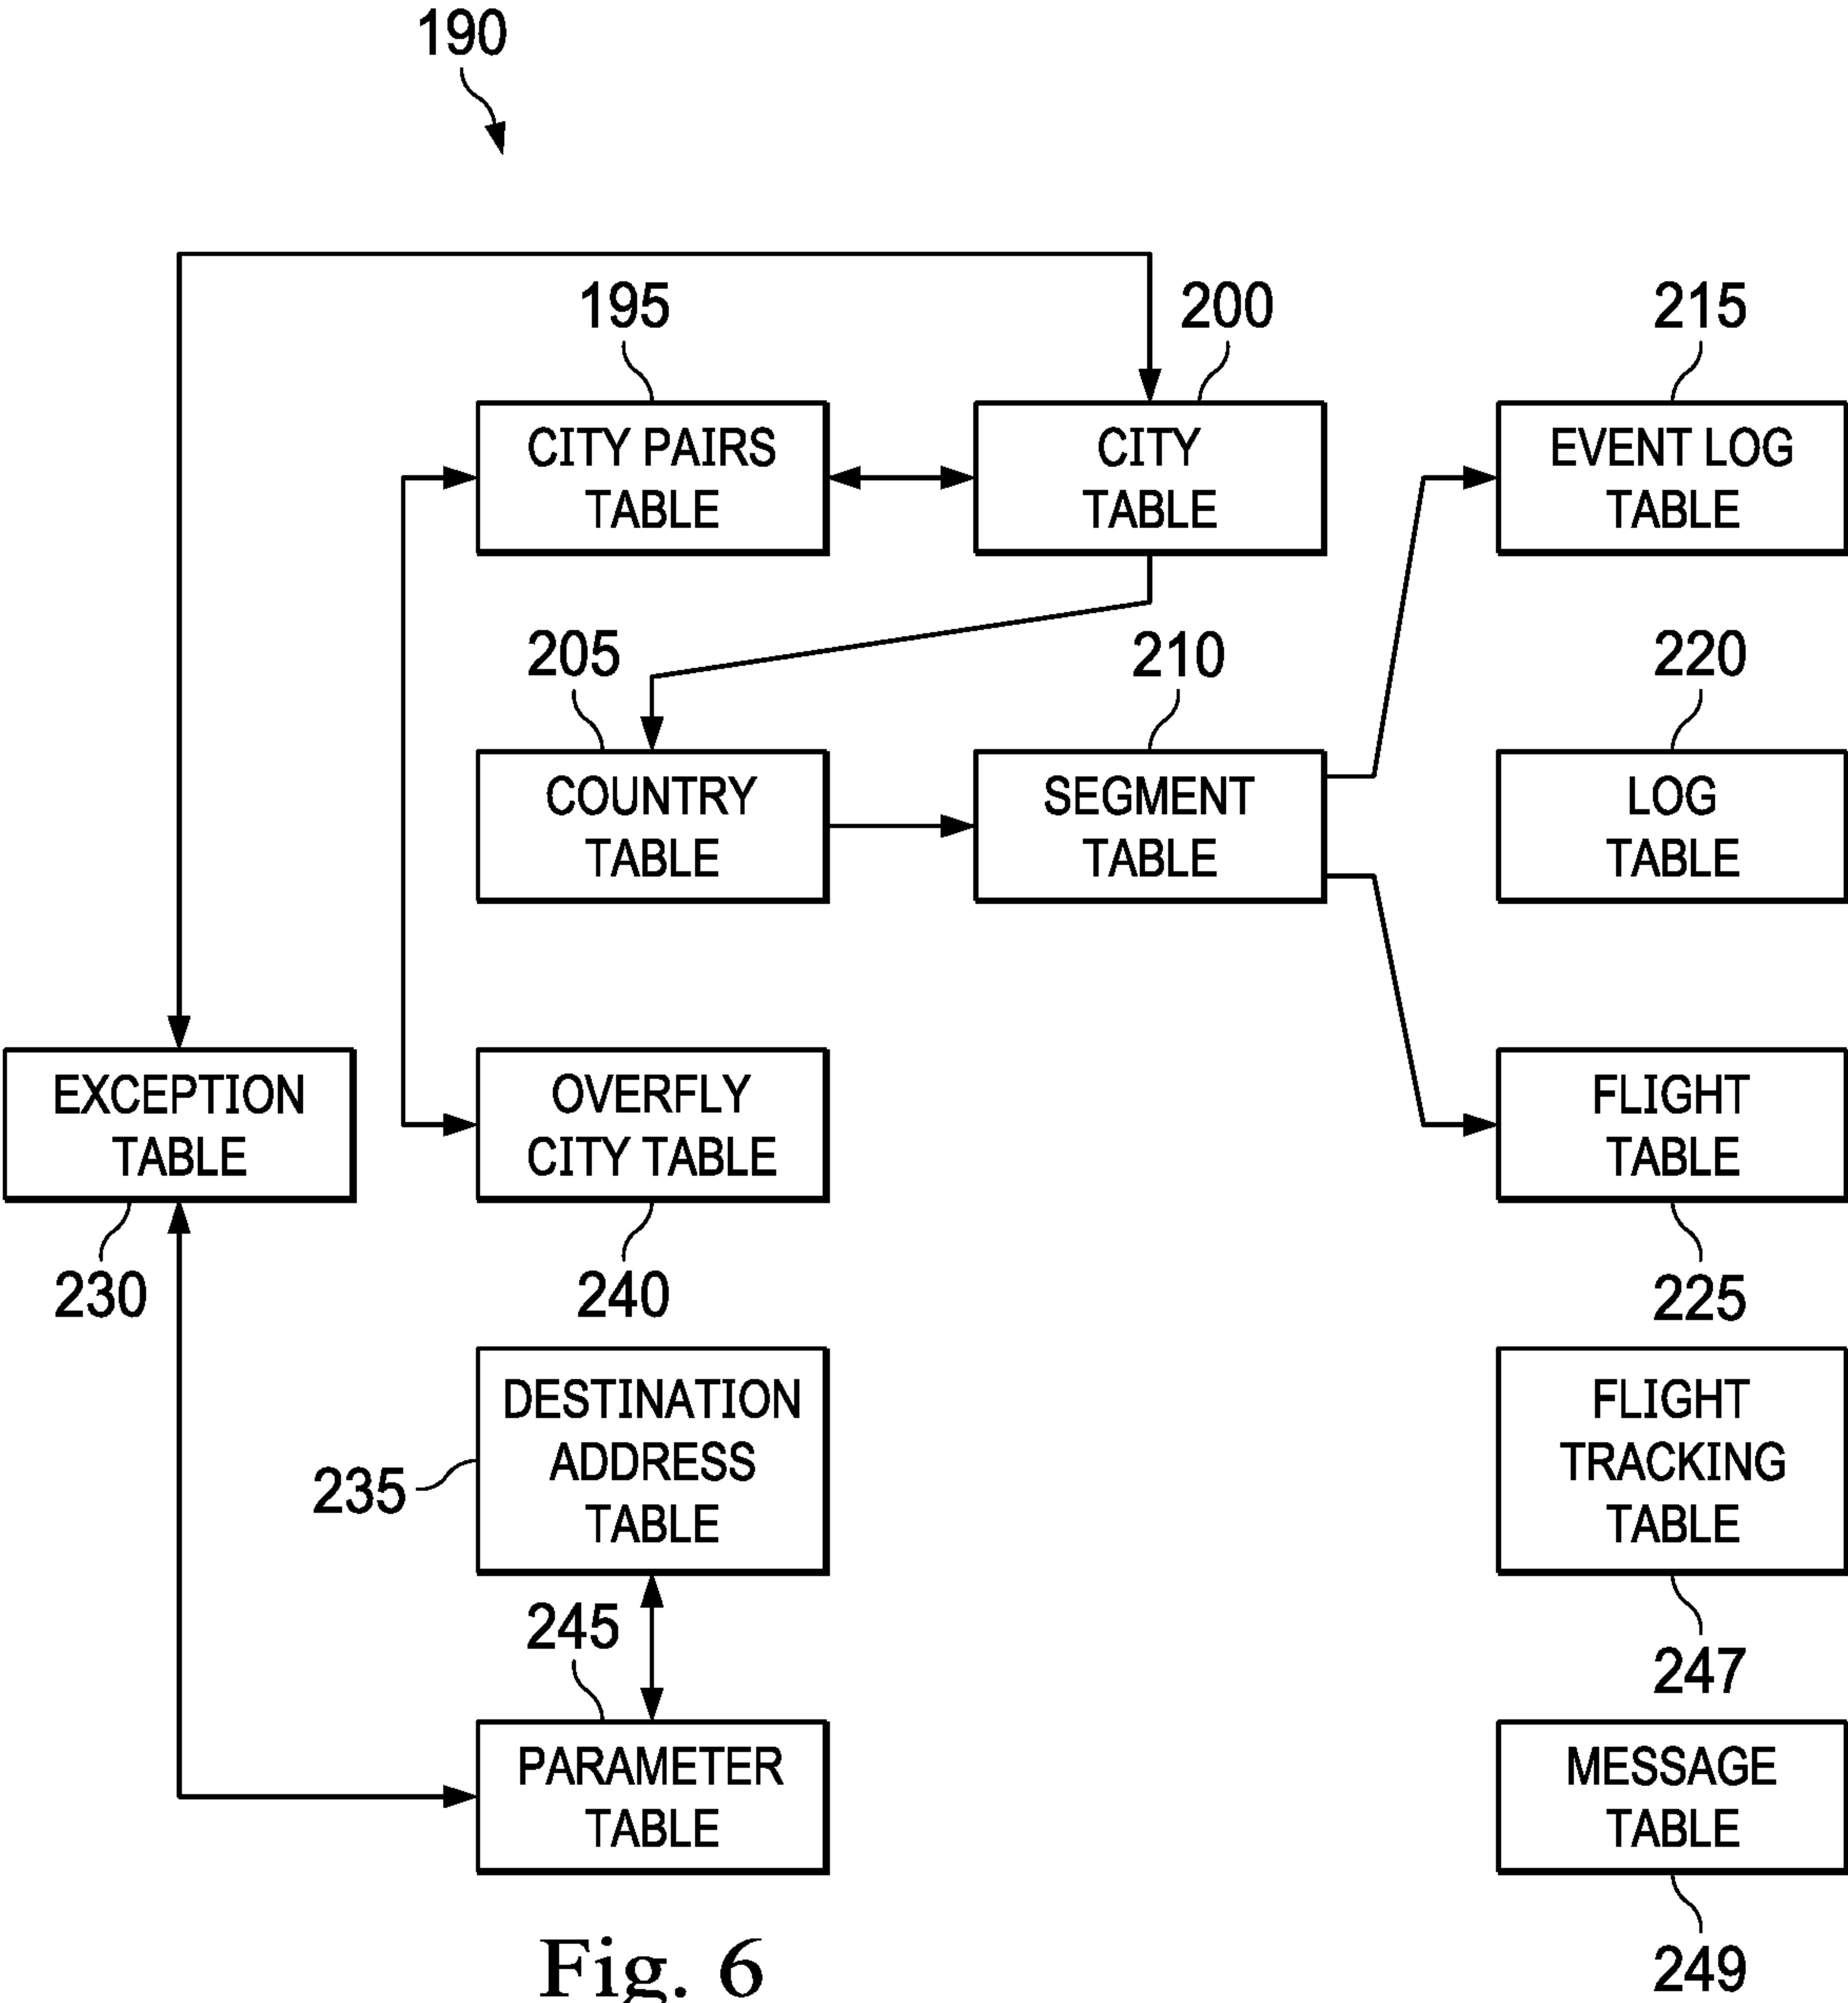 190
195
200
215
CITY PAIRS
TABLE
CITY
TABLE
EVENT LOG
TABLE
205
210
220
COUNTRY
TABLE
SEGMENT
TABLE
LOG
TABLE
EXCEPTION
TABLE
OVERFLY
CITY TABLE
FLIGHT
TABLE
230
240
225
DESTINATION
ADDRESS
TABLE
235
FLIGHT
TRACKING
TABLE
245
247
PARAMETER
TABLE
MESSAGE
TABLE
249
Fig. 6